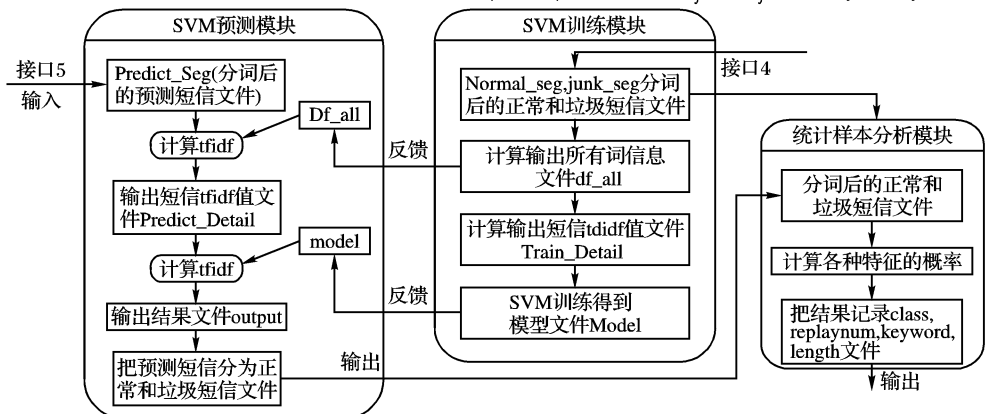 SVM预测模块
接口5
输入
Predict_Seg(分词后
的预测短信文件)
Df_all
计算tfidf
输出短信tfidf值文
件Predict_Detail
model
计算tfidf
输出结果文件output
把预测短信分为正
常和垃圾短信文件
反馈
反馈
输出
SVM训练模块
接口4
Normal_seg,junk_seg分词
后的正常和垃圾短信文件
计算输出所有词信息
文件df_all
计算输出短信tdidf值文件
Train_Detail
SVM训练得到
模型文件Model
统计样本分析模块
分词后的正常和
垃圾短信文件
计算各种特征的概率
把结果记录class,
replaynum,keyword,
length文件
输出